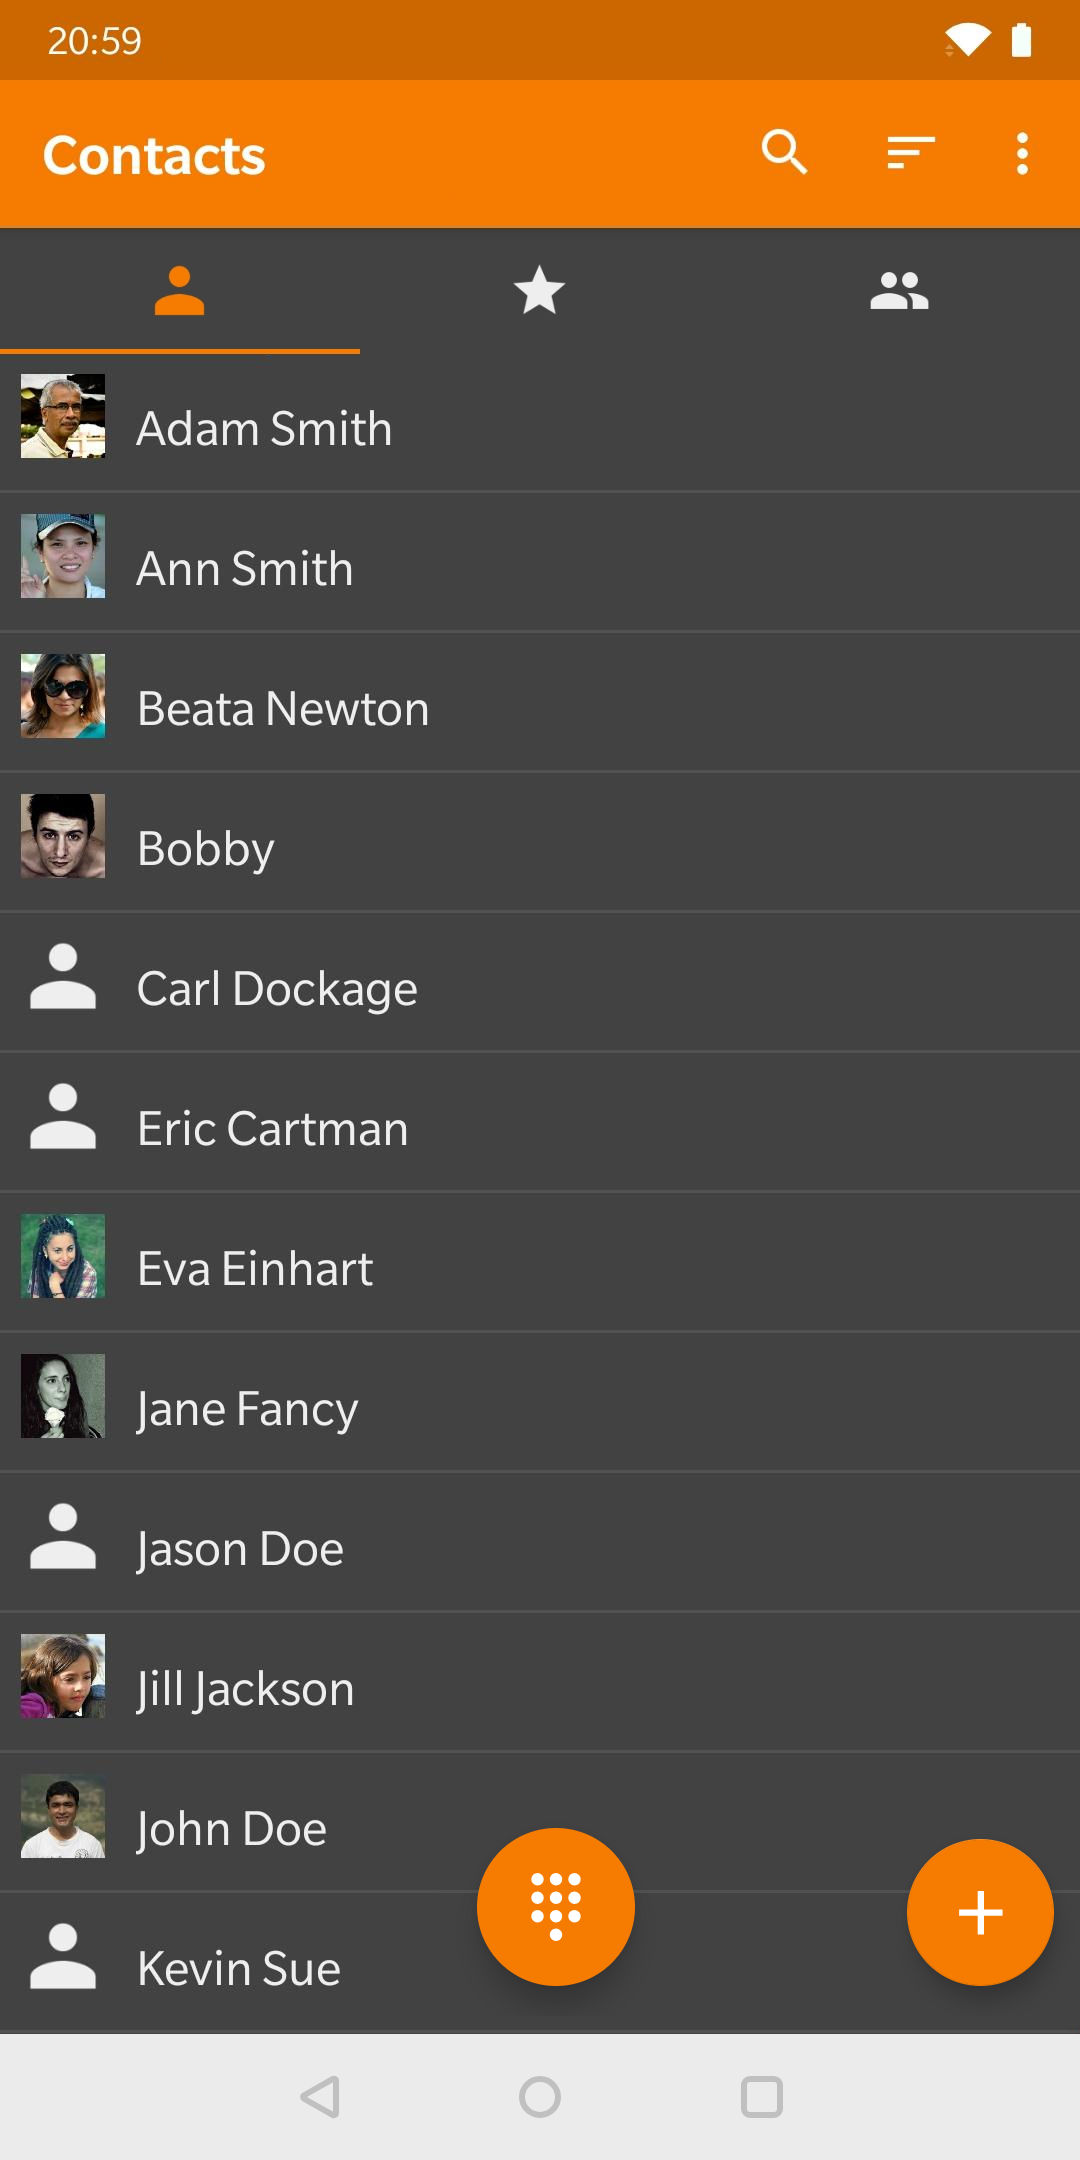 20:59
Contacts
Adam Smith
Ann Smith
Beata Newton
Bobby
Carl Dockage
Eric Cartman
Eva Einhart
Jane Fancy
Jason Doe
Jill Jackson
John Doe
Kevin Sue